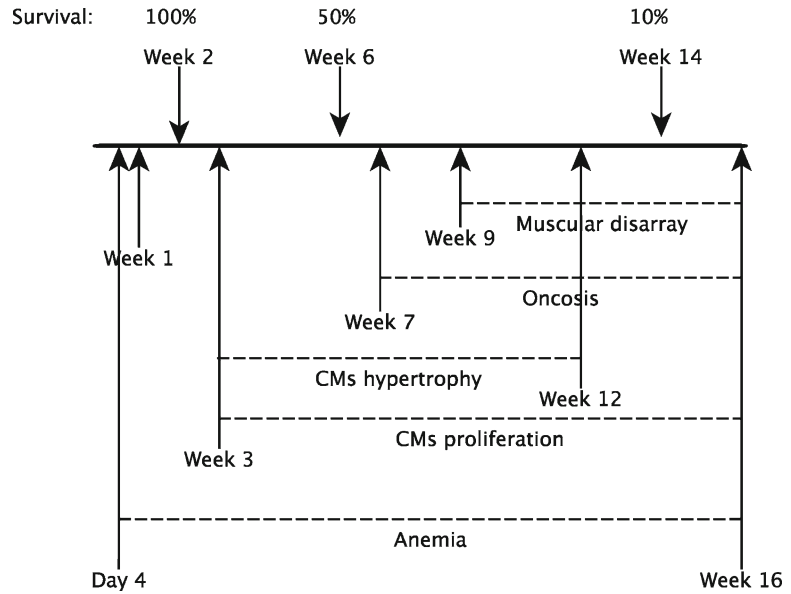 Survival: 100% 50% 10%
Week 2 Week 6 Week 14
Muscular disarray
Week 9
Week 1
Oncosis
Week 7
CMs hypertrophy
Week 12
CMs proliferation
Week 3
Anemia
Day 4 Week 16